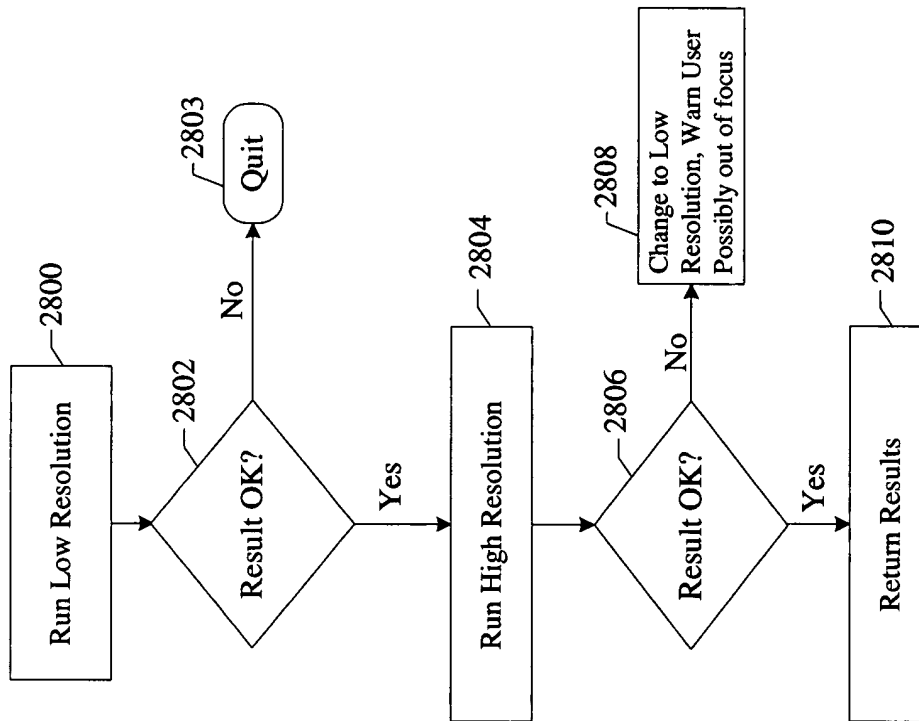 2800
Run Low Resolution
2802
Result OK?
No
2803
Quit
Yes
2804
Run High Resolution
2806
Result OK?
No
2808
Change to Low
Resolution, Warn User
Possibly out of focus
Yes
2810
Return Results